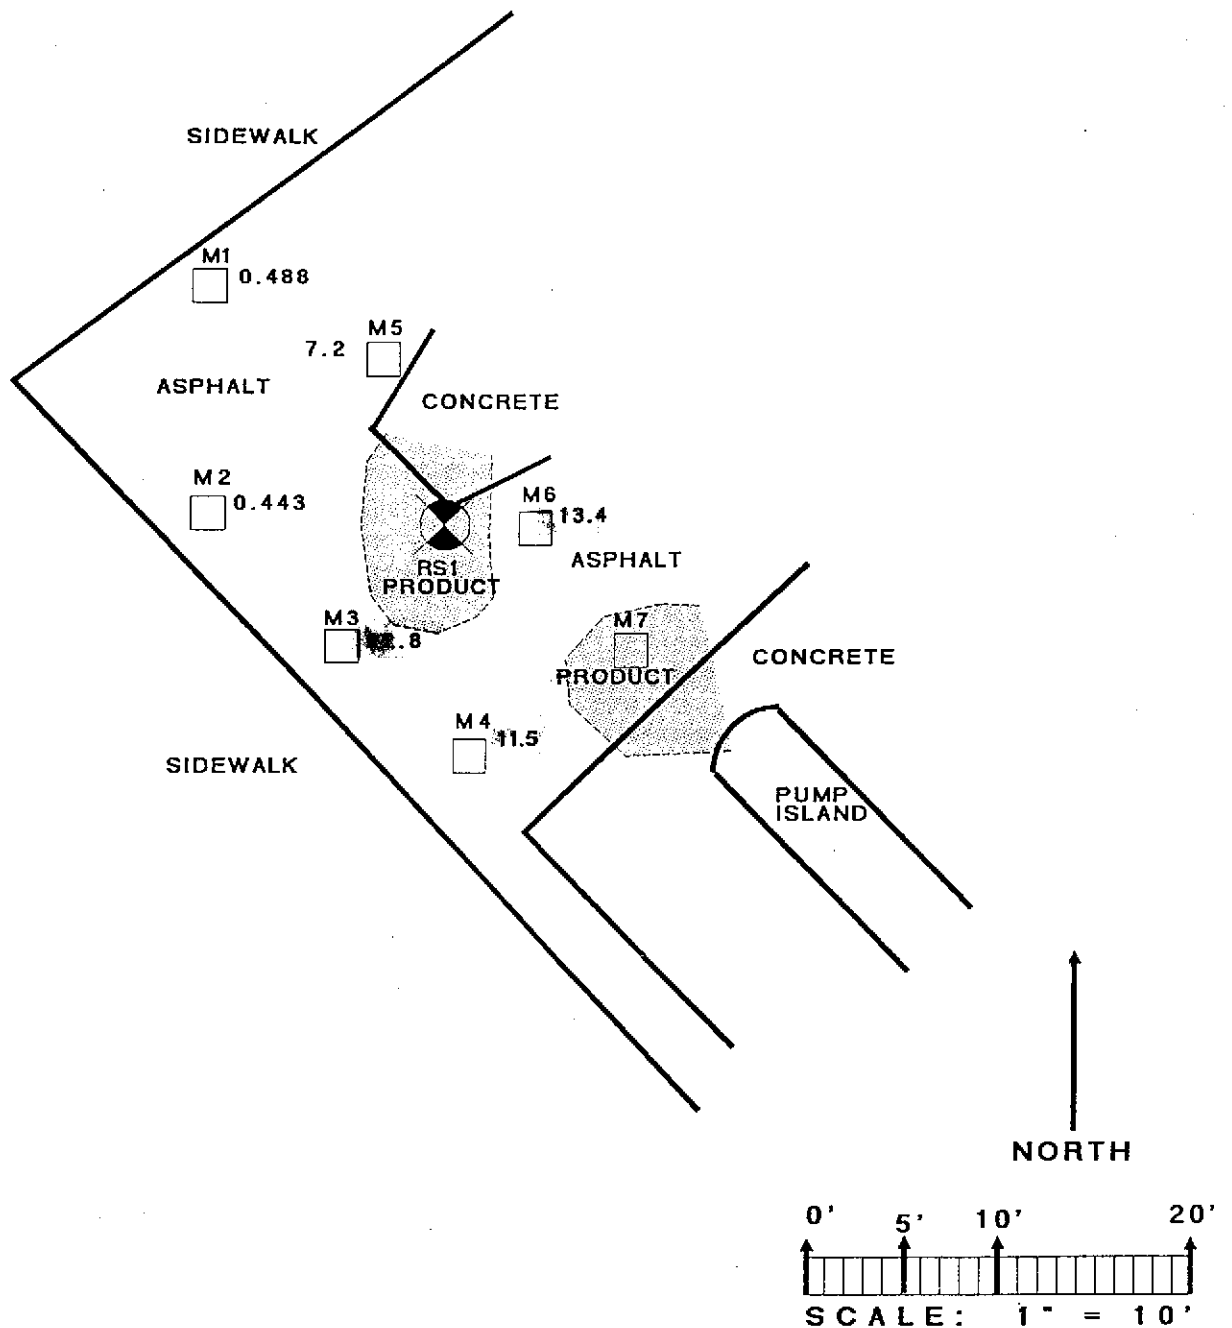 SIDEWALK
M1
0.488
M5
7.2
ASPHALT
CONCRETE
M2
0.443
M6
13.4
ASPHALT
RS1
PRODUCT
M3
M7
PRODUCT
CONCRETE
M4
11.5
SIDEWALK
PUMP
ISLAND
NORTH
0' 5' 10' 20'
SCALE: 1" = 10'